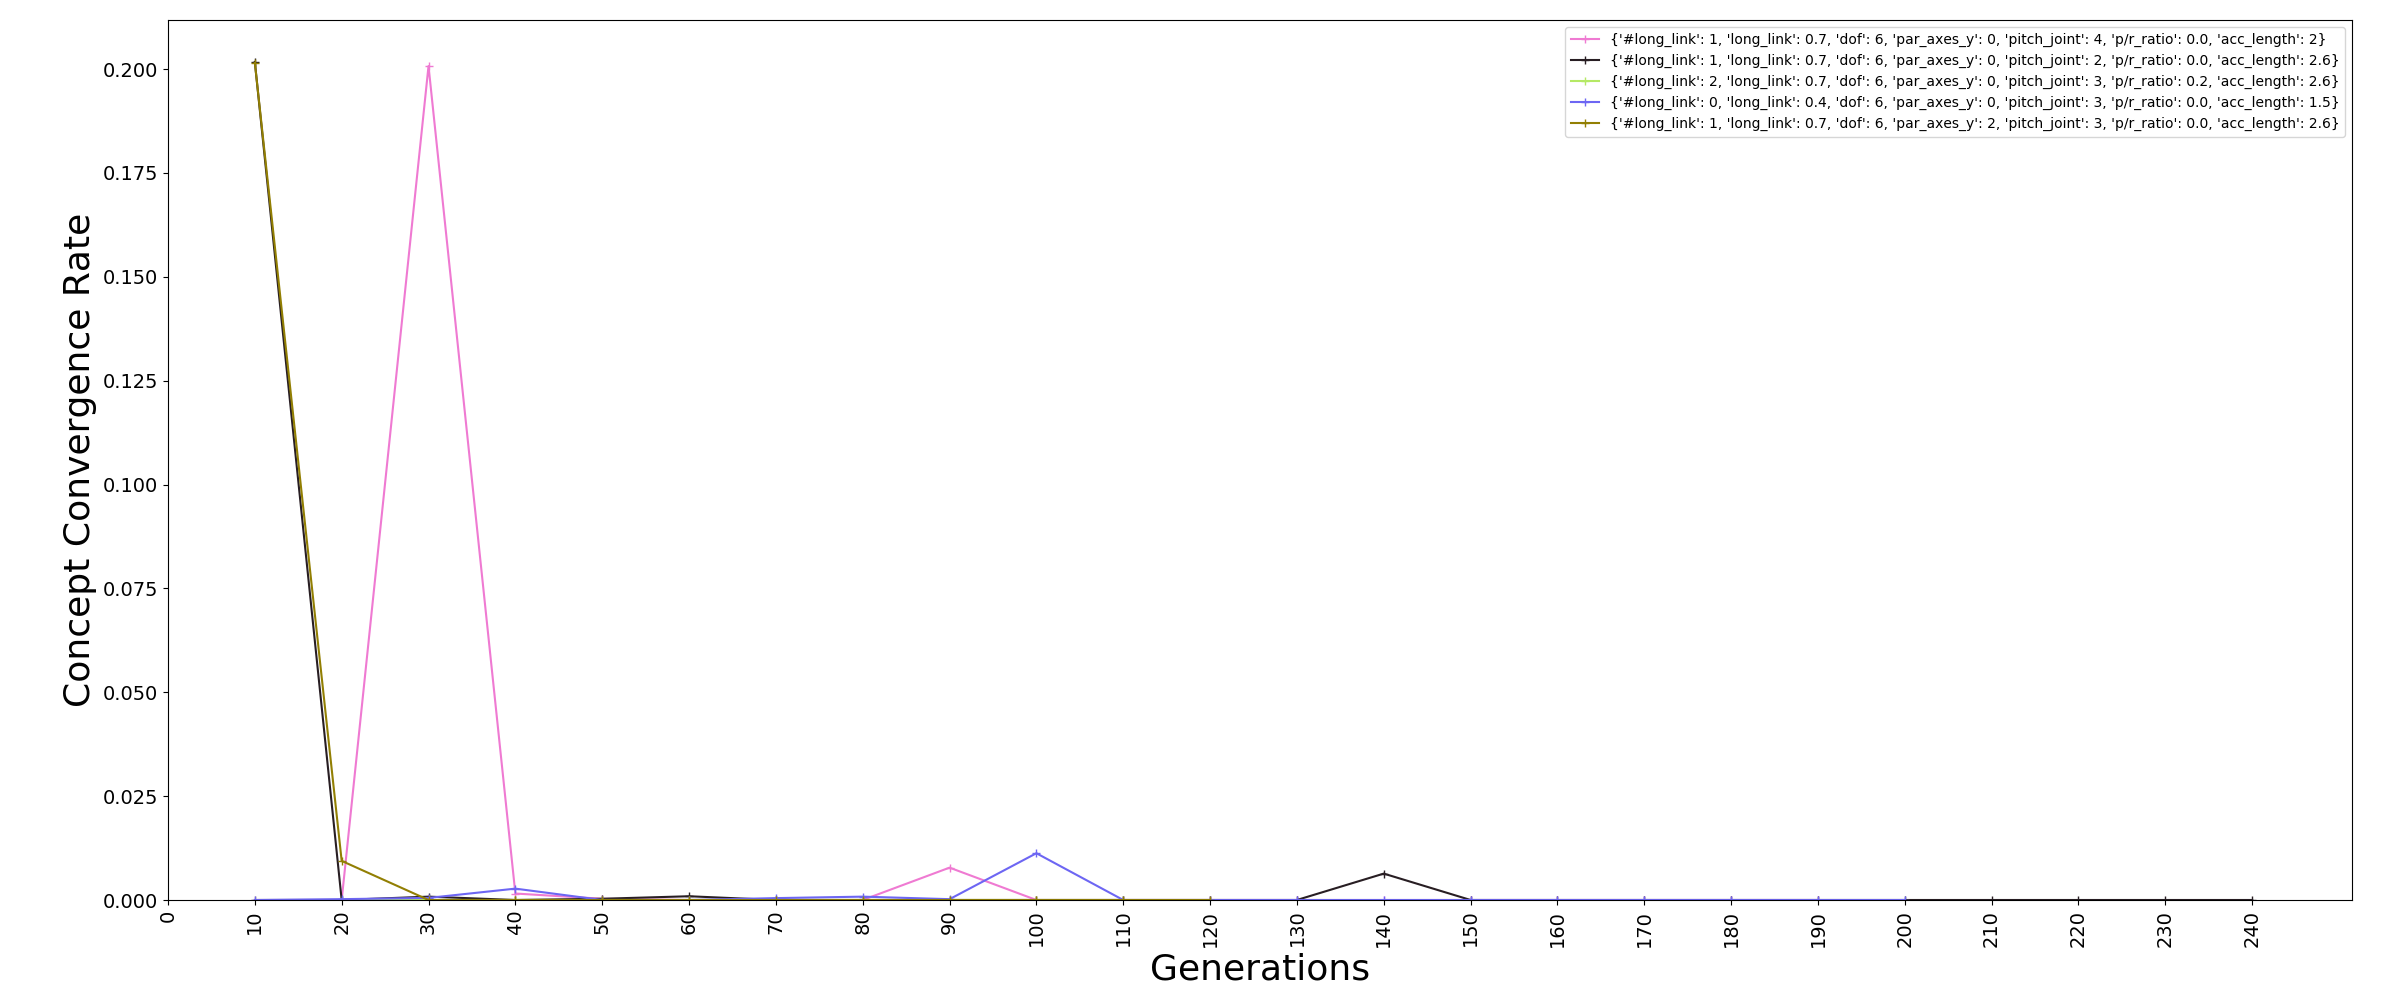 {'#long_link': 1, 'long_link': 0.7, 'dof': 6, 'par_axes_y': 0, 'pitch_joint': 4, 'p/r_ratio': 0.0, 'acc_length': 2}
{'#long_link': 1, 'long_link': 0.7, 'dof': 6, 'par_axes_y': 0, 'pitch_joint': 2, 'p/r_ratio': 0.0, 'acc_length': 2.6}
{'#long_link': 2, 'long_link': 0.7, 'dof': 6, 'par_axes_y': 0, 'pitch_joint': 3, 'p/r_ratio': 0.2, 'acc_length': 2.6}
{'#long_link': 0, 'long_link': 0.4, 'dof': 6, 'par_axes_y': 0, 'pitch_joint': 3, 'p/r_ratio': 0.0, 'acc_length': 1.5}
{'#long_link': 1, 'long_link': 0.7, 'dof': 6, 'par_axes_y': 2, 'pitch_joint': 3, 'p/r_ratio': 0.0, 'acc_length': 2.6}
Concept Convergence Rate
0.200
0.175
0.150
0.125
0.100
0.075
0.050
0.025
0.000
0 10 20 30 40 50 60 70 80 90 100 110 120 130 140 150 160 170 180 190 200 210 220 230 240
Generations